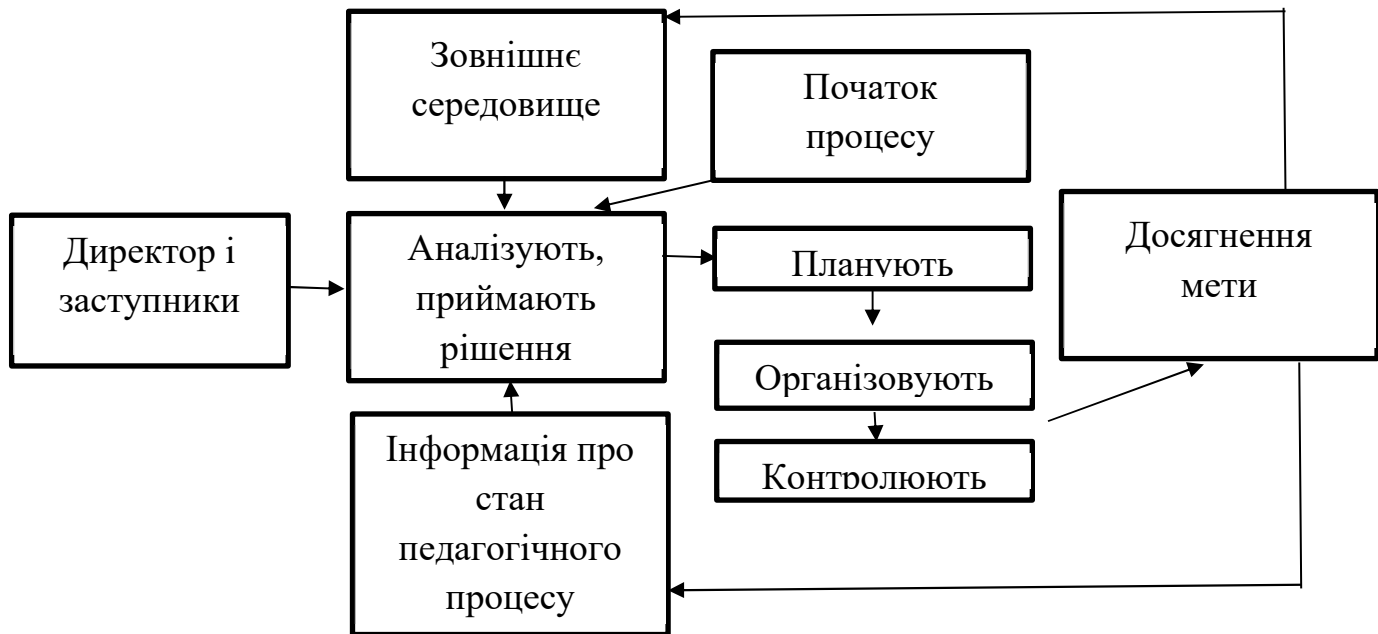 Зовнішнє
середовище
Початок
процесу
Директор і
заступники
Аналізують,
приймають
рішення
Планують
Досягнення
мети
Організовують
Контролюють
Інформація про
стан
педагогічного
процесу